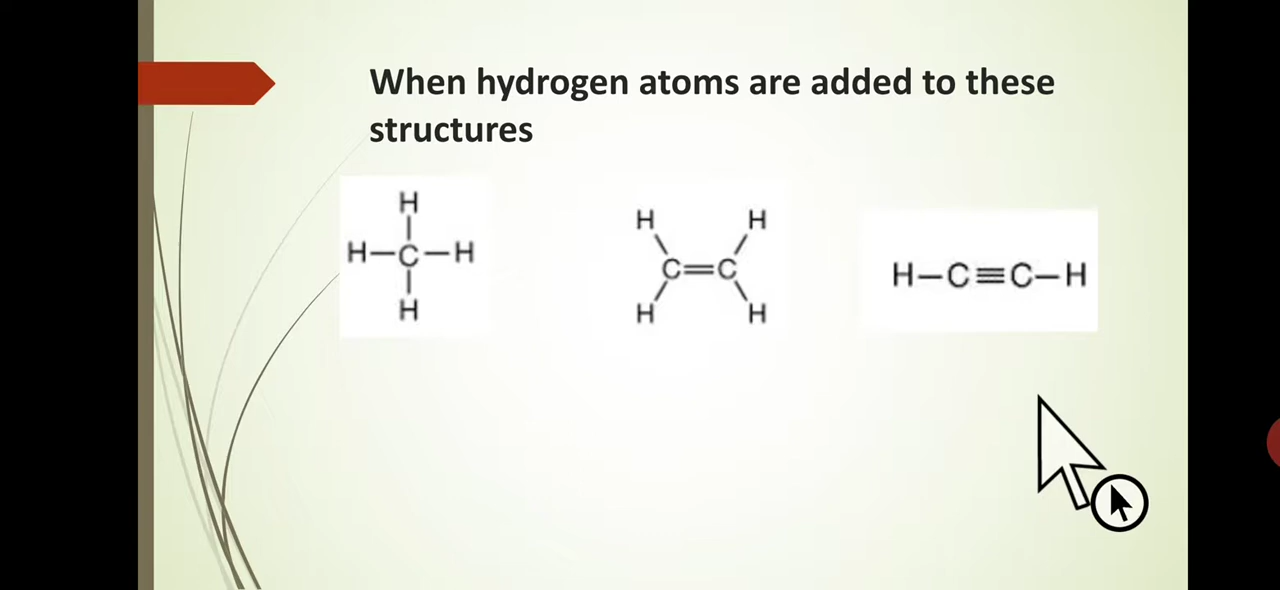 When hydrogen atoms are added to these
structures
H
H–C–H
H
H H
C=C
H H
H–C≡C–H